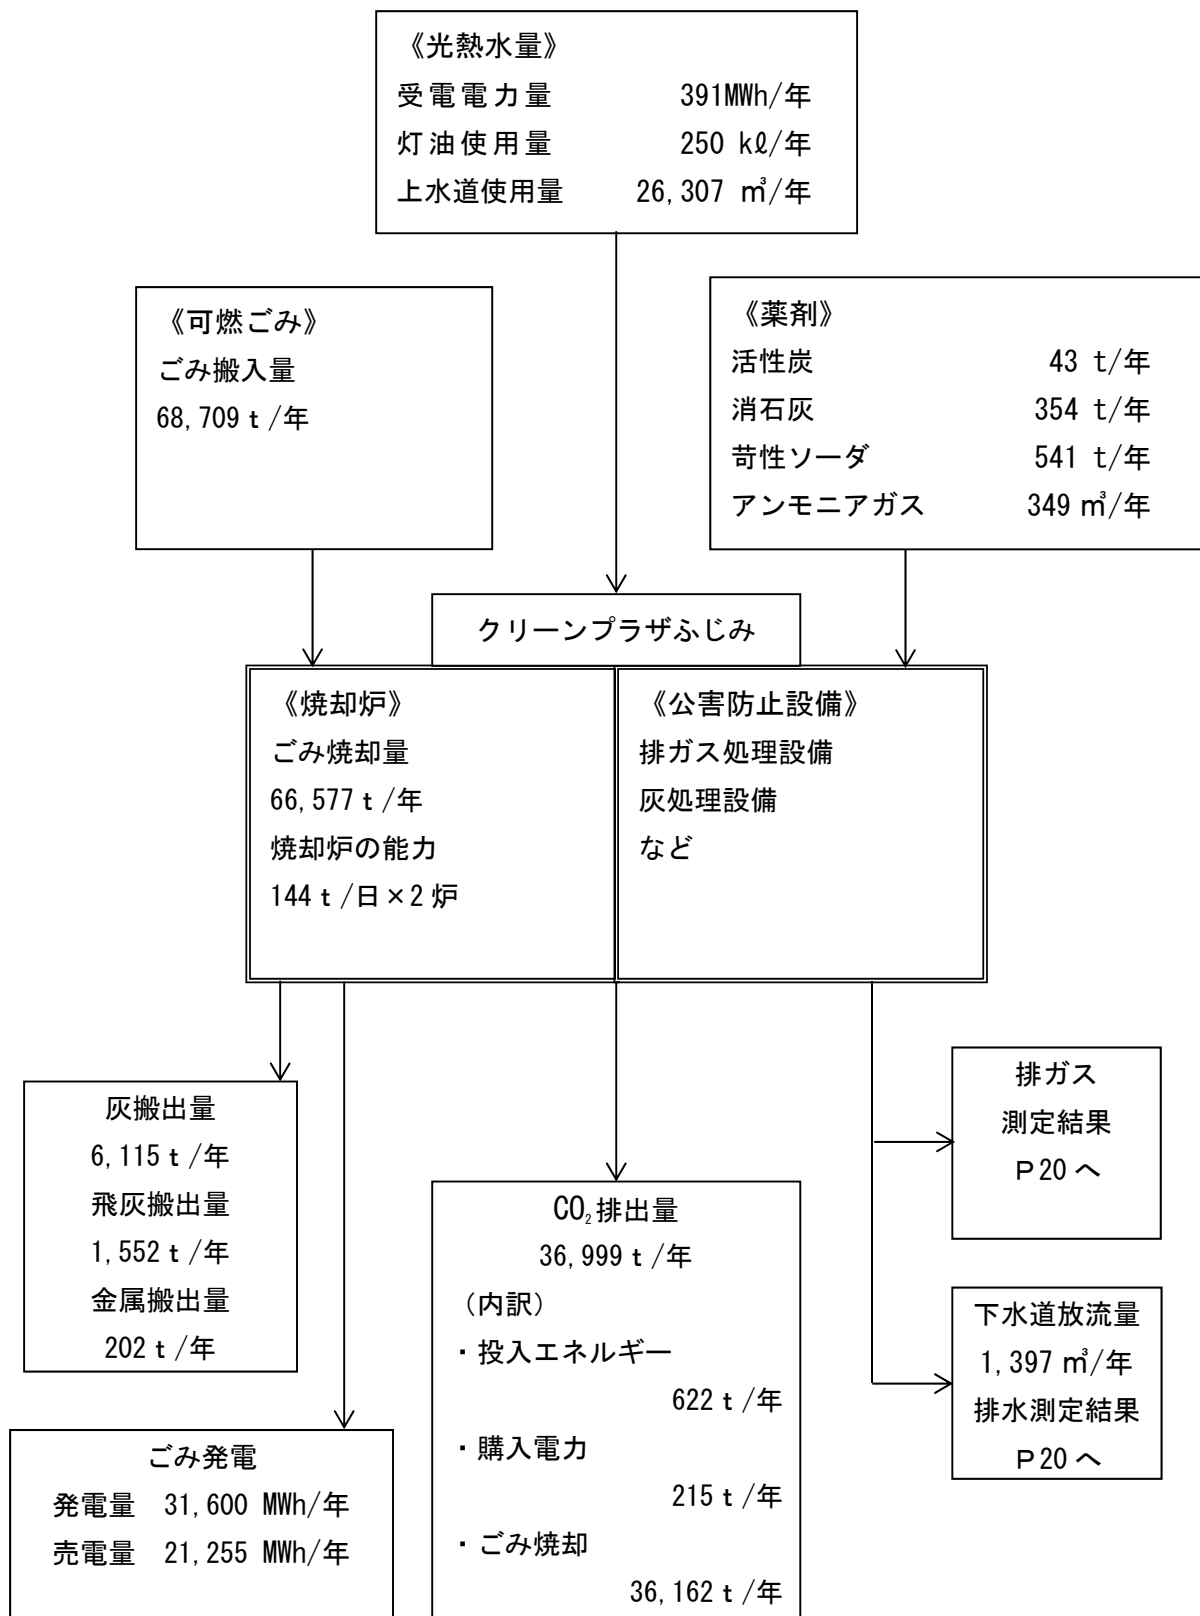 《光熱水量》
受電電力量 391MWh/年
灯油使用量 250 kℓ/年
上水道使用量 26,307 ㎥/年
《可燃ごみ》
ごみ搬入量
68,709ｔ/年
《薬剤》
活性炭 43 t/年
消石灰 354 t/年
苛性ソーダ 541 t/年
アンモニアガス 349 ㎥/年
クリーンプラザふじみ
《焼却炉》
ごみ焼却量
66,577ｔ/年
焼却炉の能力
144ｔ/日×2炉
《公害防止設備》
排ガス処理設備
灰処理設備
など
灰搬出量
6,115ｔ/年
飛灰搬出量
1,552ｔ/年
金属搬出量
202ｔ/年
ごみ発電
発電量 31,600 MWh/年
売電量 21,255 MWh/年
CO₂排出量
36,999ｔ/年
（内訳）
・投入エネルギー
622ｔ/年
・購入電力
215ｔ/年
・ごみ焼却
36,162ｔ/年
排ガス
測定結果
Ｐ20へ
下水道放流量
1,397 ㎥/年
排水測定結果
Ｐ20へ